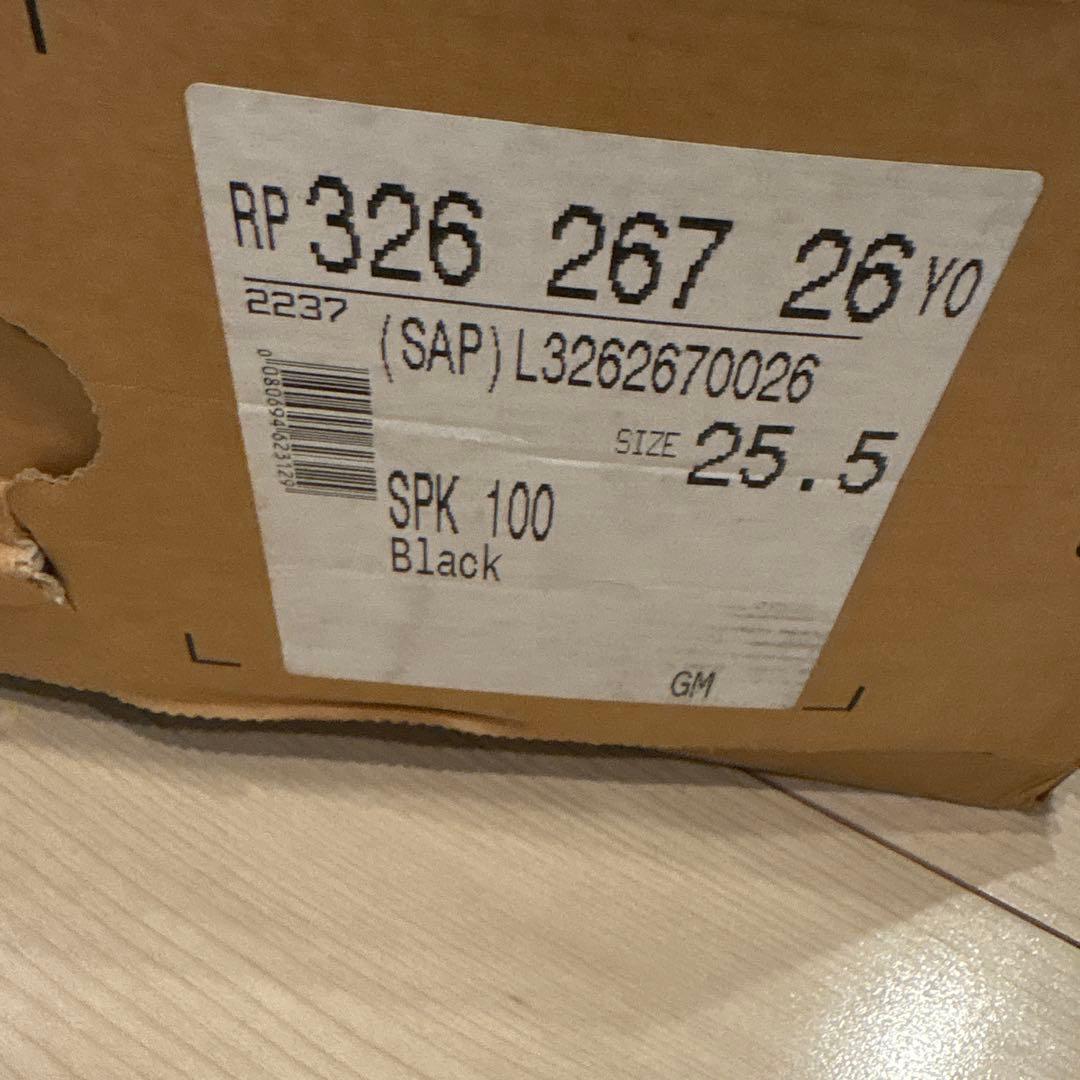 RP 326 267 26 YO
2237
(SAP) L3262670026
SIZE 25.5
SPK 100
Black
GM